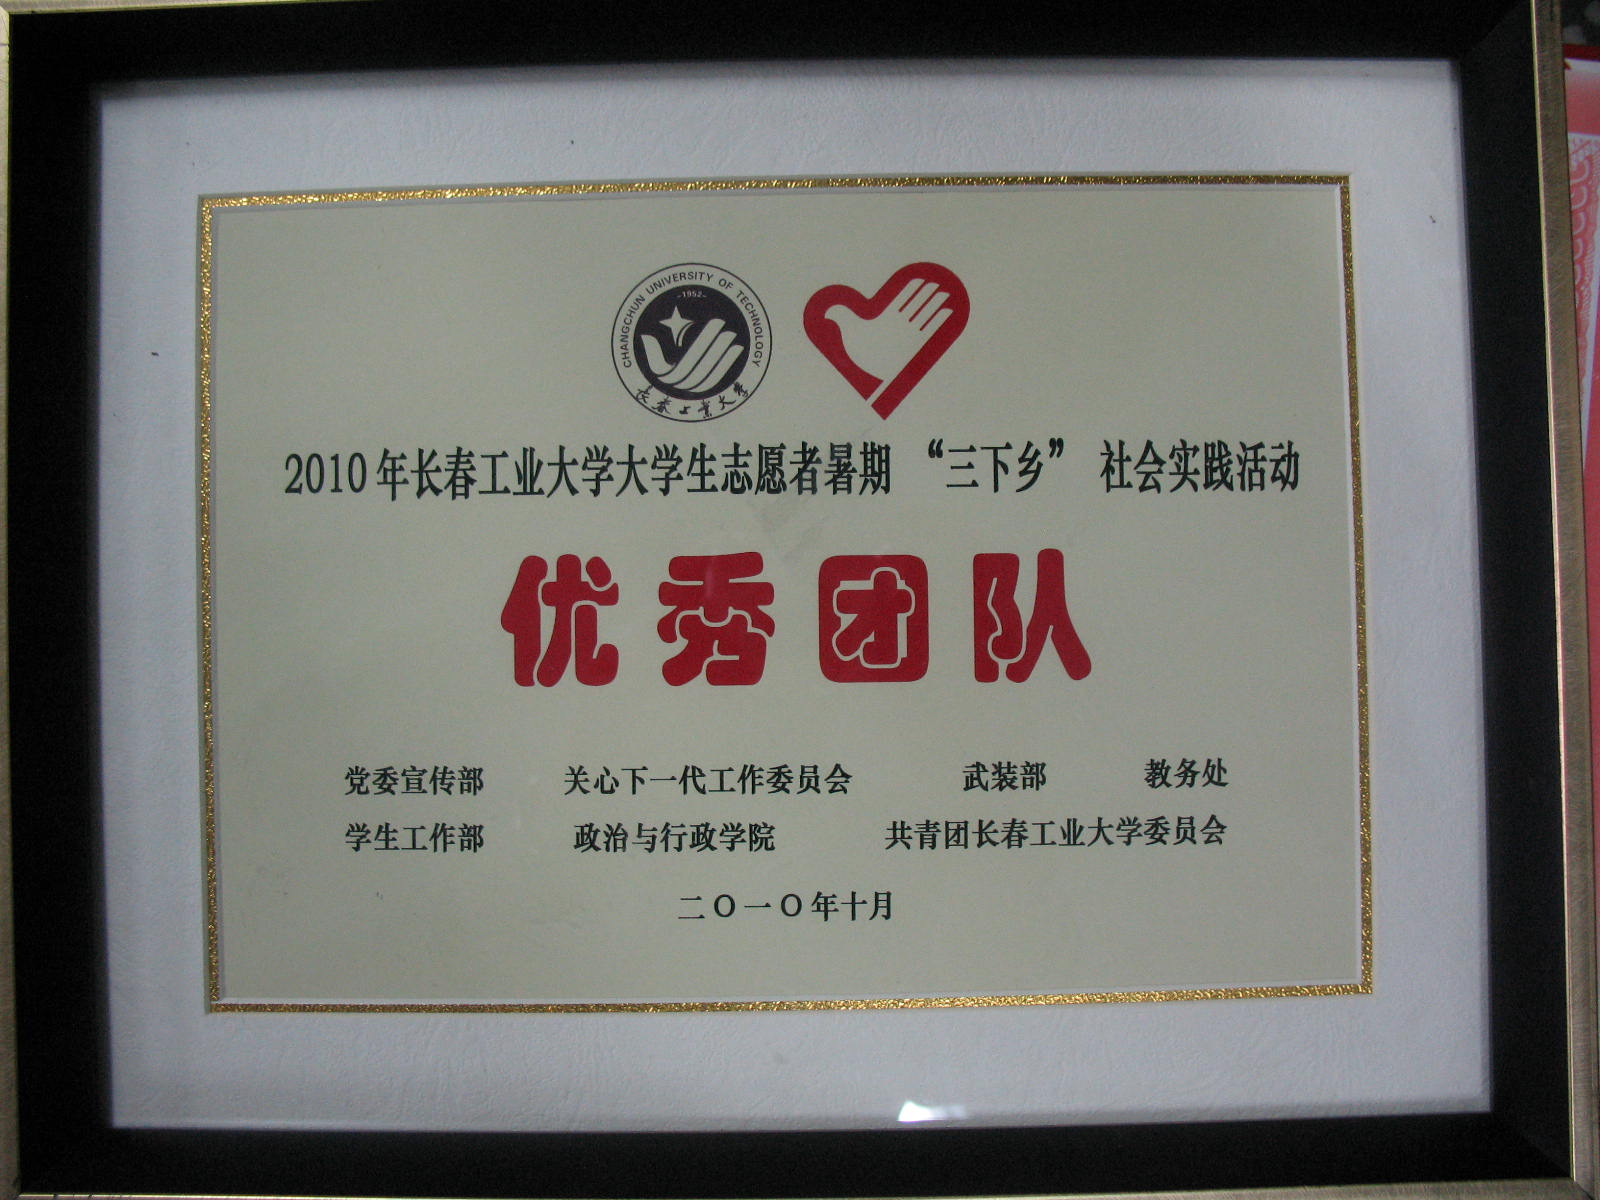 CHANGCHUN UNIVERSITY OF TECHNOLOGY
-1952-
长春工业大学
2010年长春工业大学大学生志愿者暑期 “三下乡” 社会实践活动
优秀团队
党委宣传部 关心下一代工作委员会 武装部 教务处
学生工作部 政治与行政学院 共青团长春工业大学委员会
二〇一〇年十月